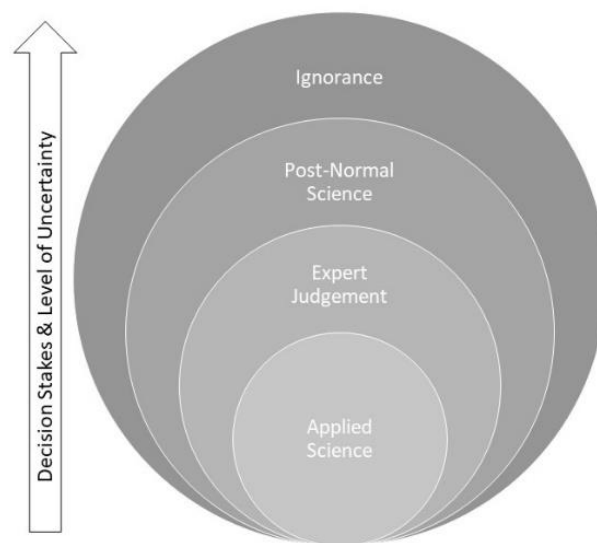 Decision Stakes & Level of Uncertainty
Ignorance
Post-Normal
Science
Expert
Judgement
Applied
Science